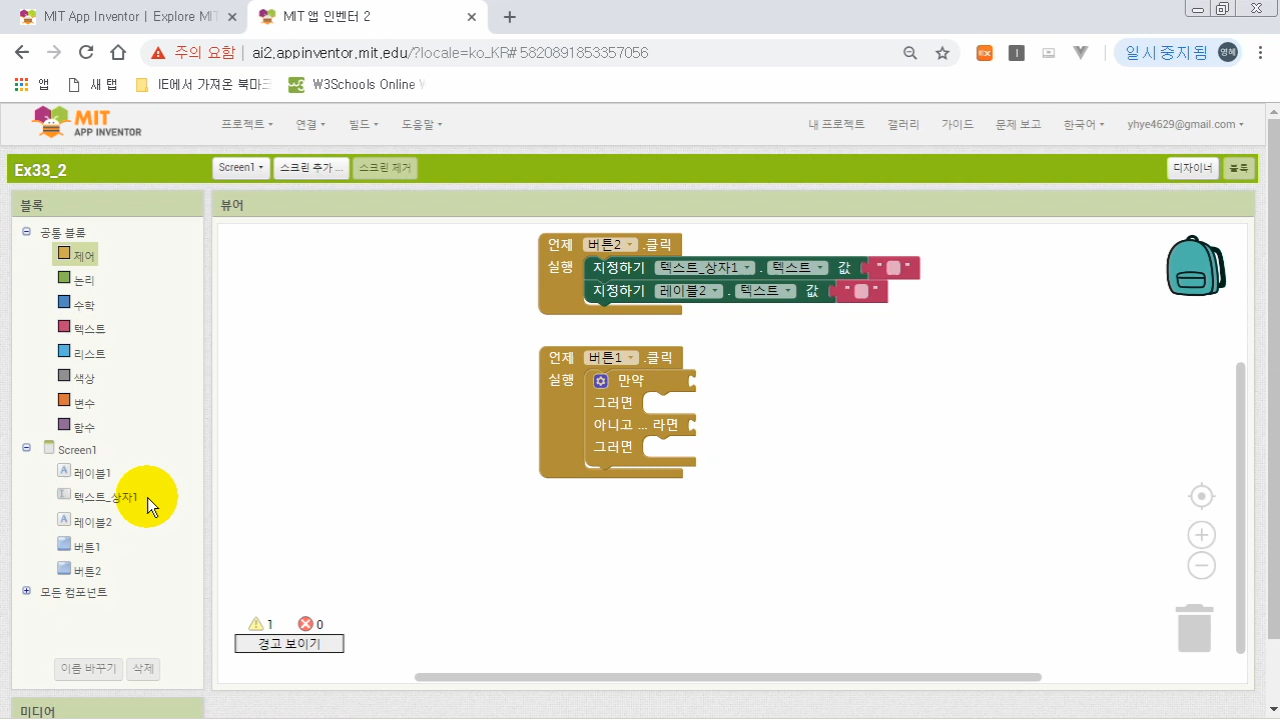 MIT App Inventor | Explore MIT
MIT 앱 인벤터 2
주의 요함 ai2.appinventor.mit.edu/?locale=ko_KR#5820891853357056
일시중지됨 영혜
앱 새 탭 IE에서 가져온 북마크 W3Schools Online
MIT
APP INVENTOR
프로젝트 연결 빌드 도움말 내 프로젝트 갤러리 가이드 문제 보고 한국어 yhye4629@gmail.com
Ex33_2 Screen1 스크린 추가 ... 스크린 제거 디자이너 블록
블록 뷰어
공통 블록
제어
논리
수학
텍스트
리스트
색상
변수
함수
Screen1
레이블1
텍스트_상자1
레이블2
버튼1
버튼2
모든 컴포넌트
이름 바꾸기 삭제
미디어
언제 버튼2 .클릭
실행 지정하기 텍스트_상자1 . 텍스트 값 " "
지정하기 레이블2 . 텍스트 값 " "
언제 버튼1 .클릭
실행 만약
그러면
아니고 ... 라면
그러면
1 0
경고 보이기